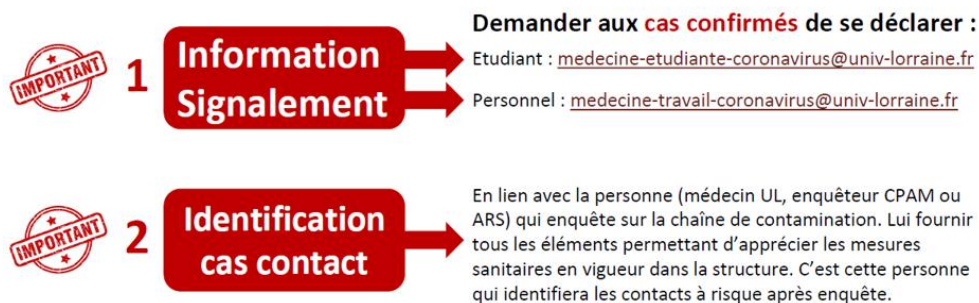 Demander aux cas confirmés de se déclarer :
IMPORTANT
1
Information
Signalement
Etudiant : medecine-etudiante-coronavirus@univ-lorraine.fr
Personnel : medecine-travail-coronavirus@univ-lorraine.fr
IMPORTANT
2
Identification
cas contact
En lien avec la personne (médecin UL, enquêteur CPAM ou
ARS) qui enquête sur la chaîne de contamination. Lui fournir
tous les éléments permettant d’apprécier les mesures
sanitaires en vigueur dans la structure. C’est cette personne
qui identifiera les contacts à risque après enquête.